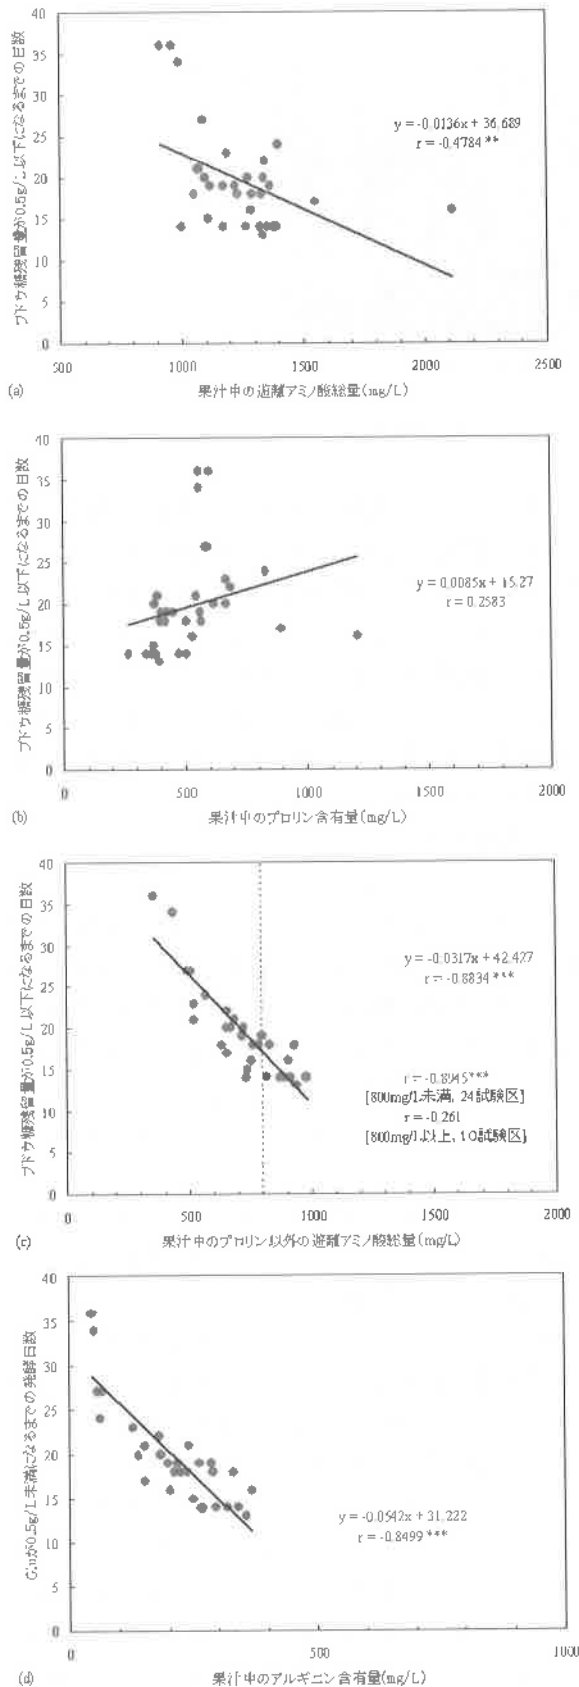 40
35
30
25
20
15
10
5
0
ブドウ糖残留量が0.5g/L以下になるまでの日数
y = -0.0136x + 36.689
r = -0.4784 **
500 1000 1500 2000 2500
(a) 果汁中の遊離アミノ酸総量(mg/L)
40
35
30
25
20
15
10
5
0
ブドウ糖残留量が0.5g/L以下になるまでの日数
y = 0.0085x + 15.27
r = 0.2583
0 500 1000 1500 2000
(b) 果汁中のプロリン含有量(mg/L)
40
35
30
25
20
15
10
5
0
ブドウ糖残留量が0.5g/L以下になるまでの日数
y = -0.0317x + 42.427
r = -0.8834 ***
r = -0.8945***
[800mg/L未満, 24試験区]
r = -0.261
[800mg/L以上, 10試験区]
0 500 1000 1500 2000
(c) 果汁中のプロリン以外の遊離アミノ酸総量(mg/L)
40
35
30
25
20
15
10
5
0
Gluが0.5g/L未満になるまでの発酵日数
y = -0.0542x + 31.222
r = -0.8499 ***
0 500 1000
(d) 果汁中のアルギニン含有量(mg/L)